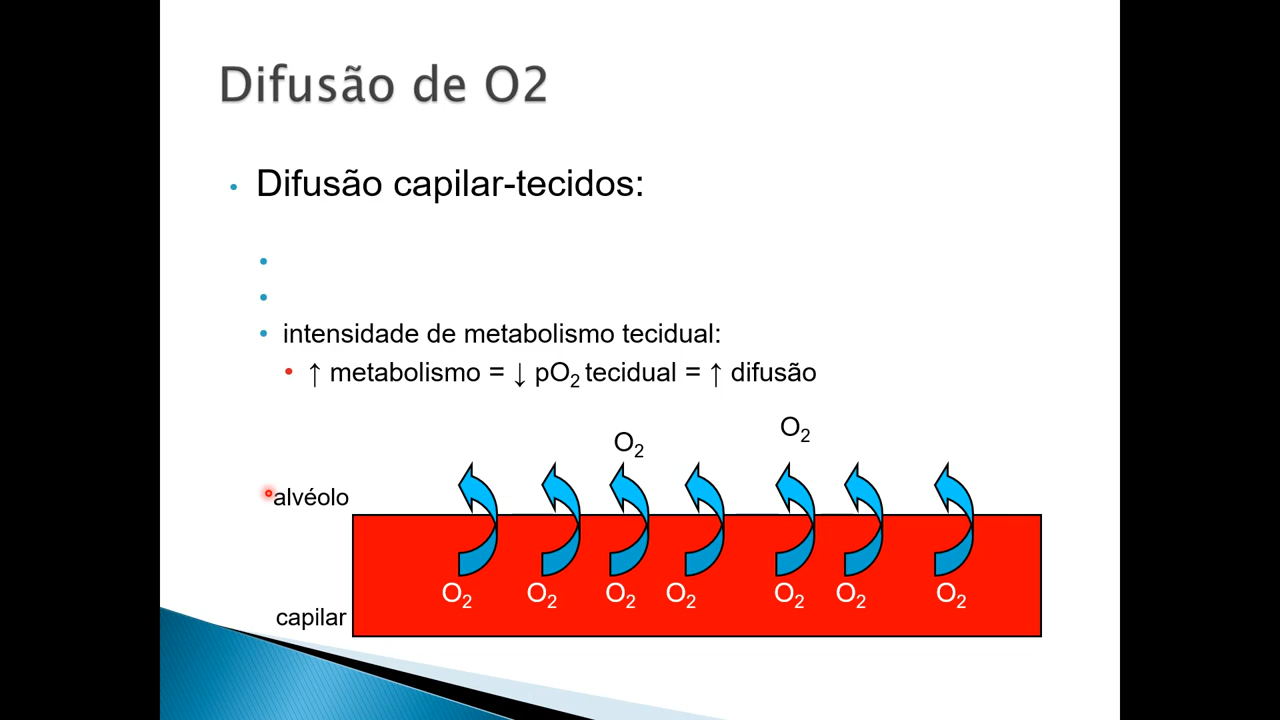 Difusão de O2
• Difusão capilar-tecidos:
•
•
• intensidade de metabolismo tecidual:
• ↑ metabolismo = ↓ pO₂ tecidual = ↑ difusão
O₂
O₂
alvéolo
O₂ O₂ O₂ O₂ O₂ O₂ O₂
capilar